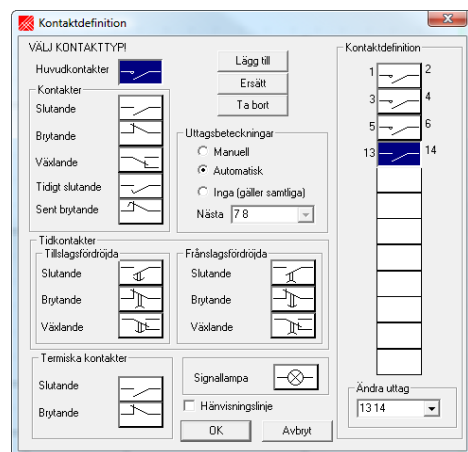 Kontaktdefinition
VÄLJ KONTAKTTYP!
Huvudkontakter
Kontakter
Slutande
Brytande
Växlande
Tidigt slutande
Sent brytande
Lägg till
Ersätt
Ta bort
Uttagsbeteckningar
Manuell
Automatisk
Inga (gäller samtliga)
Nästa 7 8
Tidkontakter
Tillslagsfördröjda
Slutande
Brytande
Växlande
Frånslagsfördröjda
Slutande
Brytande
Växlande
Termiska kontakter
Slutande
Brytande
Signallampa
Hänvisningslinje
OK Avbryt
Kontaktdefinition
1 2
3 4
5 6
13 14
Ändra uttag
13 14